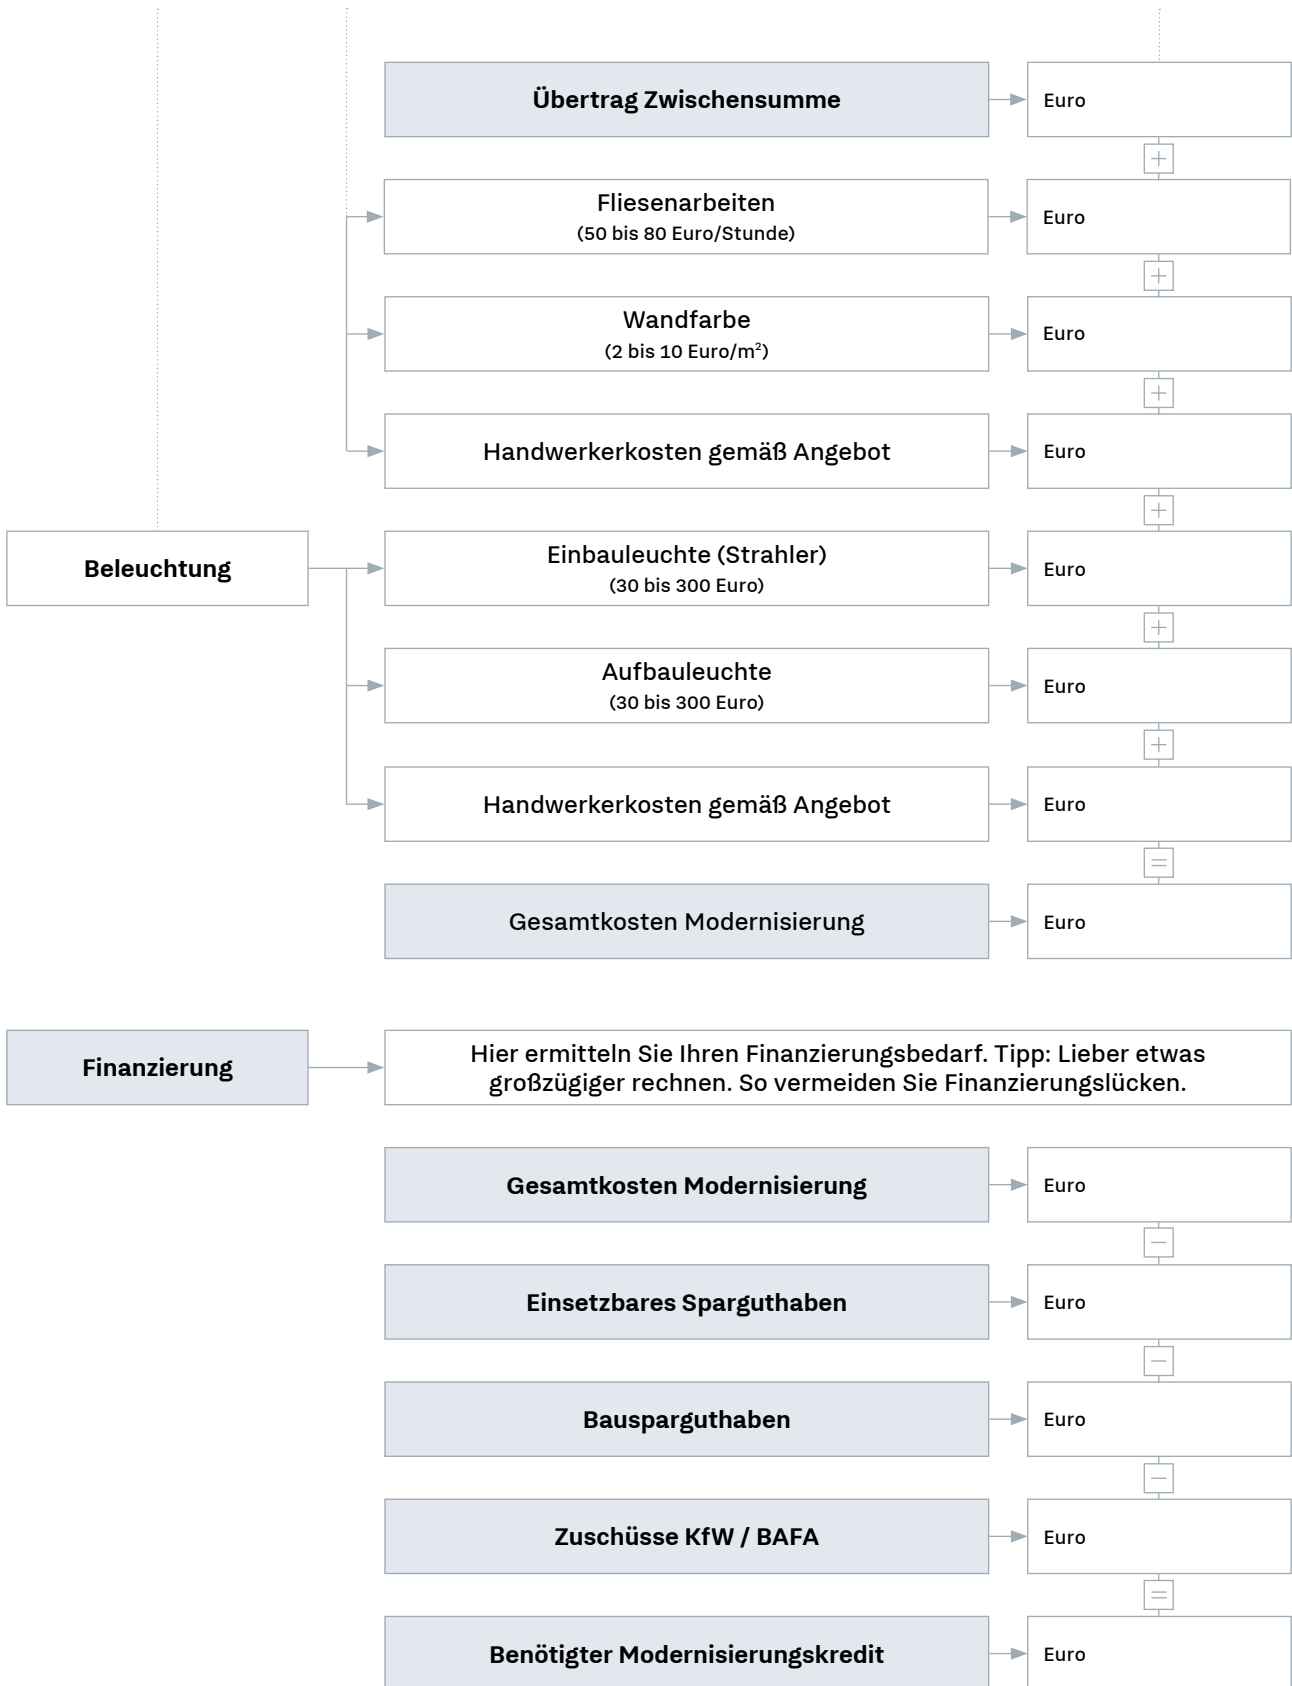 Übertrag Zwischensumme
Euro
+
Fliesenarbeiten
(50 bis 80 Euro/Stunde)
Euro
+
Wandfarbe
(2 bis 10 Euro/m²)
Euro
+
Handwerkerkosten gemäß Angebot
Euro
+
Beleuchtung
Einbauleuchte (Strahler)
(30 bis 300 Euro)
Euro
+
Aufbauleuchte
(30 bis 300 Euro)
Euro
+
Handwerkerkosten gemäß Angebot
Euro
=
Gesamtkosten Modernisierung
Euro
Finanzierung
Hier ermitteln Sie Ihren Finanzierungsbedarf. Tipp: Lieber etwas
großzügiger rechnen. So vermeiden Sie Finanzierungslücken.
Gesamtkosten Modernisierung
Euro
−
Einsetzbares Sparguthaben
Euro
−
Bausparguthaben
Euro
−
Zuschüsse KfW / BAFA
Euro
=
Benötigter Modernisierungskredit
Euro